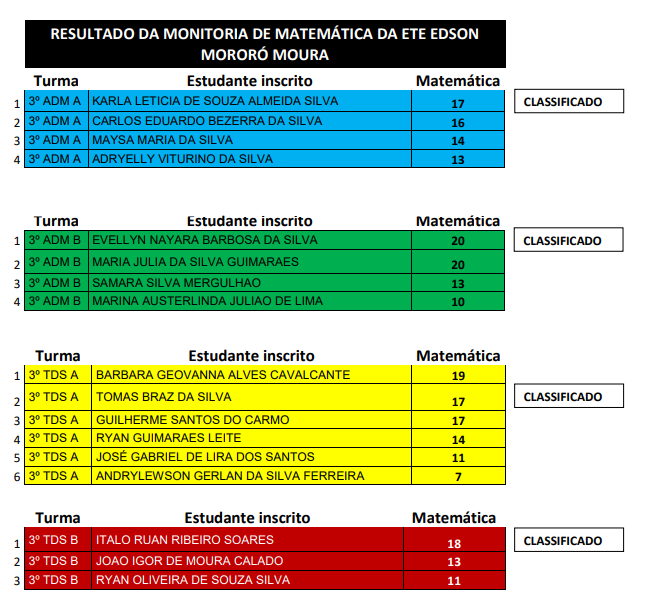 RESULTADO DA MONITORIA DE MATEMÁTICA DA ETE EDSON
MORORÓ MOURA
Turma Estudante inscrito Matemática
1 3º ADM A KARLA LETICIA DE SOUZA ALMEIDA SILVA 17 CLASSIFICADO
2 3º ADM A CARLOS EDUARDO BEZERRA DA SILVA 16
3 3º ADM A MAYSA MARIA DA SILVA 14
4 3º ADM A ADRYELLY VITURINO DA SILVA 13
Turma Estudante inscrito Matemática
1 3º ADM B EVELLYN NAYARA BARBOSA DA SILVA 20 CLASSIFICADO
2 3º ADM B MARIA JULIA DA SILVA GUIMARAES 20
3 3º ADM B SAMARA SILVA MERGULHAO 13
4 3º ADM B MARINA AUSTERLINDA JULIAO DE LIMA 10
Turma Estudante inscrito Matemática
1 3º TDS A BARBARA GEOVANNA ALVES CAVALCANTE 19
2 3º TDS A TOMAS BRAZ DA SILVA 17 CLASSIFICADO
3 3º TDS A GUILHERME SANTOS DO CARMO 17
4 3º TDS A RYAN GUIMARAES LEITE 14
5 3º TDS A JOSÉ GABRIEL DE LIRA DOS SANTOS 11
6 3º TDS A ANDRYLEWSON GERLAN DA SILVA FERREIRA 7
Turma Estudante inscrito Matemática
1 3º TDS B ITALO RUAN RIBEIRO SOARES 18 CLASSIFICADO
2 3º TDS B JOAO IGOR DE MOURA CALADO 13
3 3º TDS B RYAN OLIVEIRA DE SOUZA SILVA 11